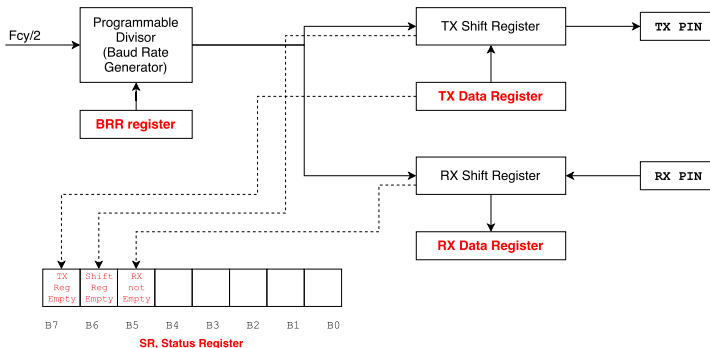 Fcy/2
Programmable
Divisor
(Baud Rate
Generator)
BRR register
TX Shift Register
TX PIN
TX Data Register
RX Shift Register
RX PIN
RX Data Register
TX
Reg
Empty
Shift
Reg
Empty
RX
not
Empty
B7 B6 B5 B4 B3 B2 B1 B0
SR, Status Register